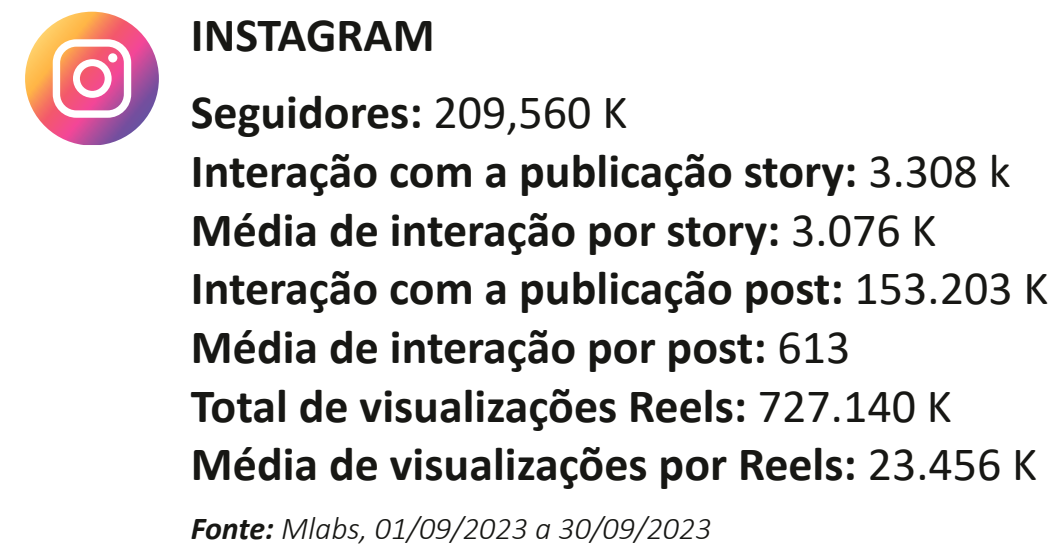 INSTAGRAM
Seguidores: 209,560 K
Interação com a publicação story: 3.308 k
Média de interação por story: 3.076 K
Interação com a publicação post: 153.203 K
Média de interação por post: 613
Total de visualizações Reels: 727.140 K
Média de visualizações por Reels: 23.456 K
Fonte: Mlabs, 01/09/2023 a 30/09/2023